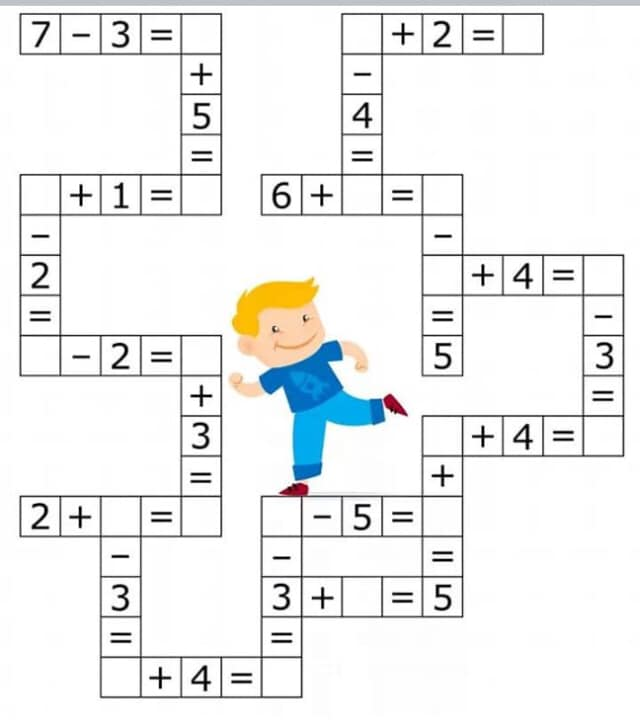 7 - 3 = + 2 =
+ -
5 4
= =
+ 1 = 6 + =
- -
2 + 4 =
= = -
- 2 = 5 3
+ =
3 + 4 =
= +
2 + = - 5 =
- - =
3 3 + = 5
= =
+ 4 =